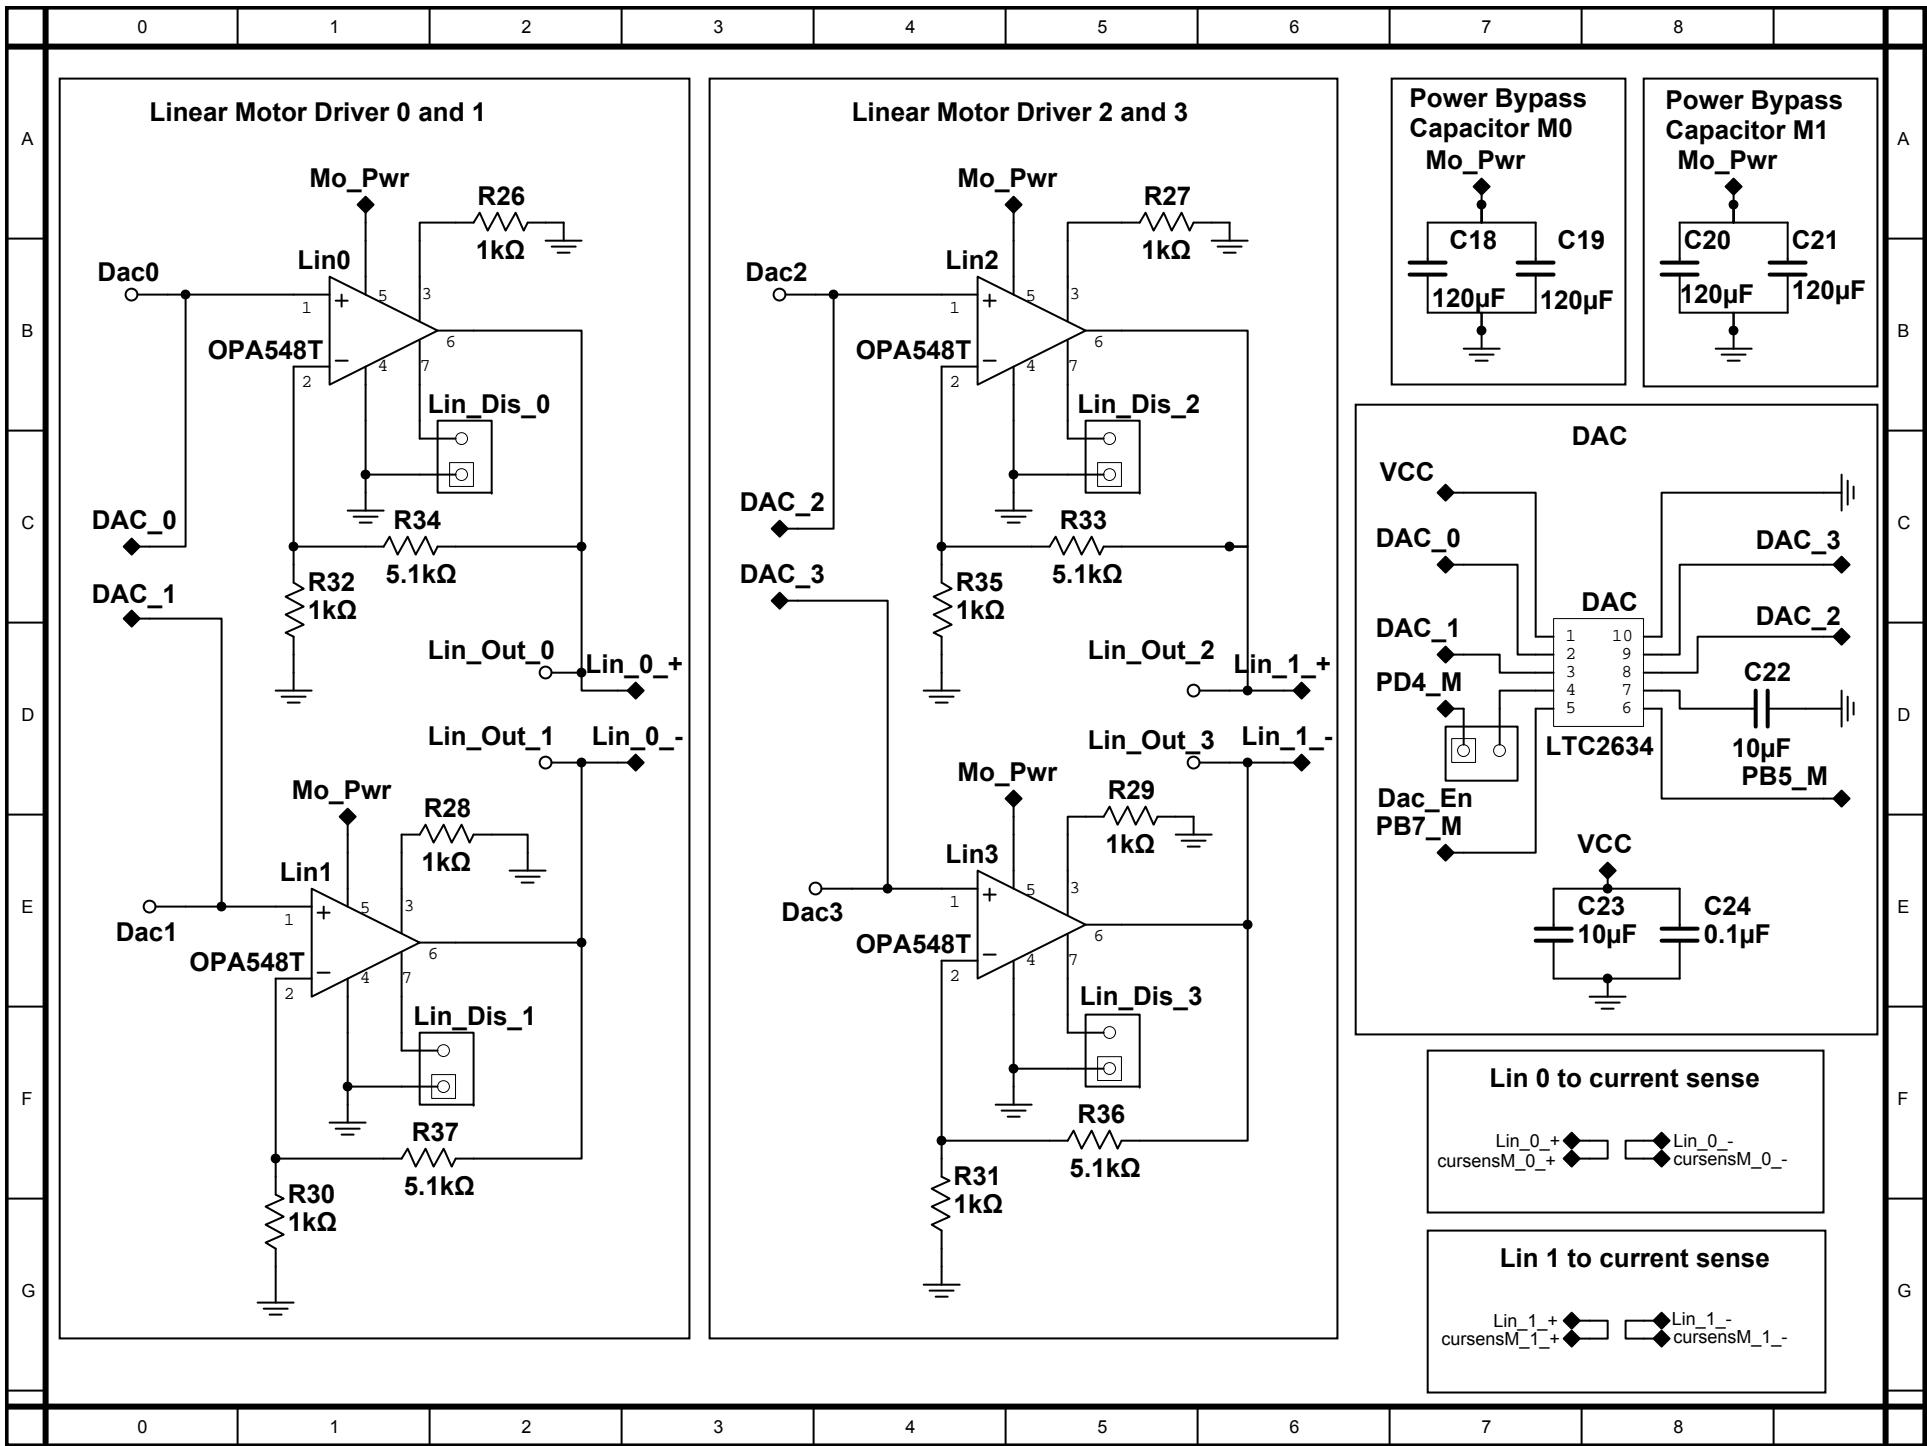 0 1 2 3 4 5 6 7 8
A
B
C
D
E
F
G
Linear Motor Driver 0 and 1
Mo_Pwr
R26
1kΩ
Dac0
Lin0
1
+
5
3
OPA548T
−
2
4
7
6
Lin_Dis_0
DAC_0
R34
5.1kΩ
R32
1kΩ
DAC_1
Lin_Out_0
Lin_0_+
Lin_Out_1
Lin_0_-
Mo_Pwr
R28
1kΩ
Lin1
Dac1
1
+
5
3
OPA548T
−
2
4
7
6
Lin_Dis_1
R37
5.1kΩ
R30
1kΩ
Linear Motor Driver 2 and 3
Mo_Pwr
R27
1kΩ
Dac2
Lin2
1
+
5
3
OPA548T
−
2
4
7
6
Lin_Dis_2
DAC_2
R33
5.1kΩ
DAC_3
R35
1kΩ
Lin_Out_2
Lin_1_+
Lin_Out_3
Lin_1_-
Mo_Pwr
R29
1kΩ
Lin3
Dac3
1
+
5
3
OPA548T
−
2
4
7
6
Lin_Dis_3
R36
5.1kΩ
R31
1kΩ
Power Bypass
Capacitor M0
Mo_Pwr
C18
C19
120µF
120µF
Power Bypass
Capacitor M1
Mo_Pwr
C20
C21
120µF
120µF
DAC
VCC
DAC_0
DAC_3
DAC
DAC_1
DAC_2
1 10
2 9
3 8
4 7
5 6
PD4_M
C22
LTC2634
10µF
PB5_M
Dac_En
PB7_M
VCC
C23
10µF
C24
0.1µF
Lin 0 to current sense
Lin_0_+
cursensM_0_+
Lin_0_-
cursensM_0_-
Lin 1 to current sense
Lin_1_+
cursensM_1_+
Lin_1_-
cursensM_1_-
A
B
C
D
E
F
G
0 1 2 3 4 5 6 7 8